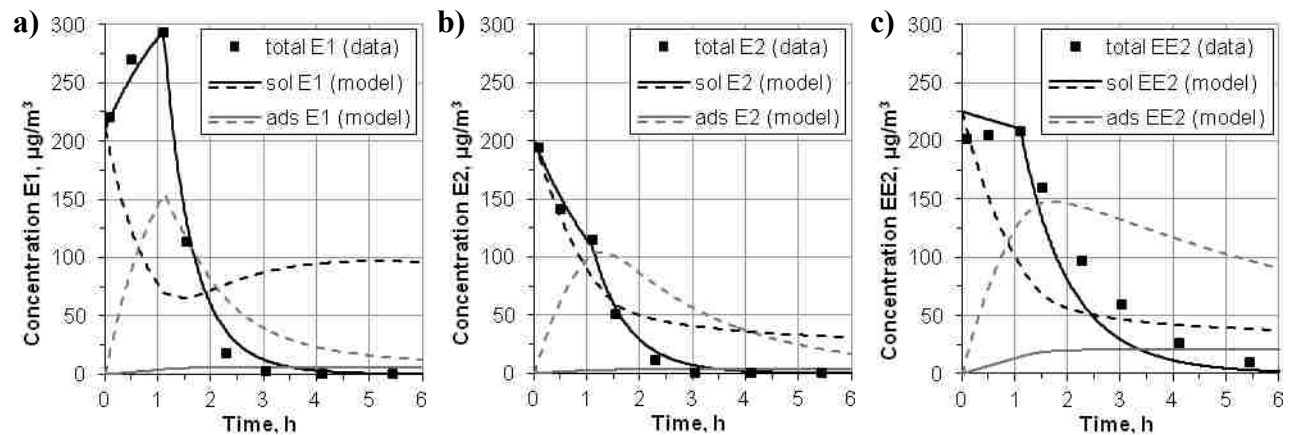 a)
300
250
200
150
100
50
0
Concentration E1, µg/m³
total E1 (data)
sol E1 (model)
ads E1 (model)
0 1 2 3 4 5 6
Time, h
b)
300
250
200
150
100
50
0
Concentration E2, µg/m³
total E2 (data)
sol E2 (model)
ads E2 (model)
0 1 2 3 4 5 6
Time, h
c)
300
250
200
150
100
50
0
Concentration EE2, µg/m³
total EE2 (data)
sol EE2 (model)
ads EE2 (model)
0 1 2 3 4 5 6
Time, h